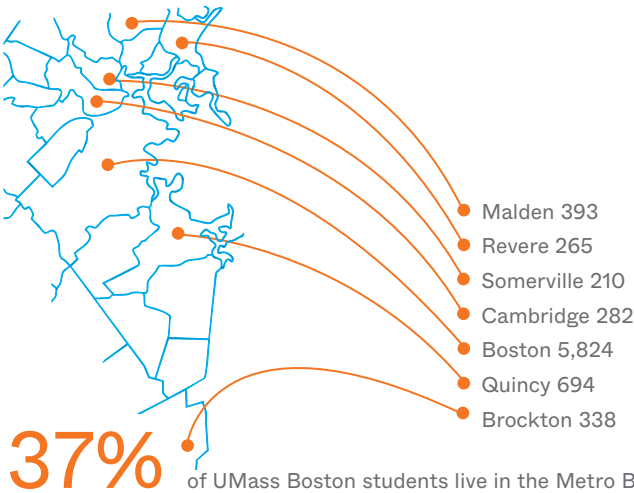 Malden 393
Revere 265
Somerville 210
Cambridge 282
Boston 5,824
Quincy 694
Brockton 338
37% of UMass Boston students live in the Metro B